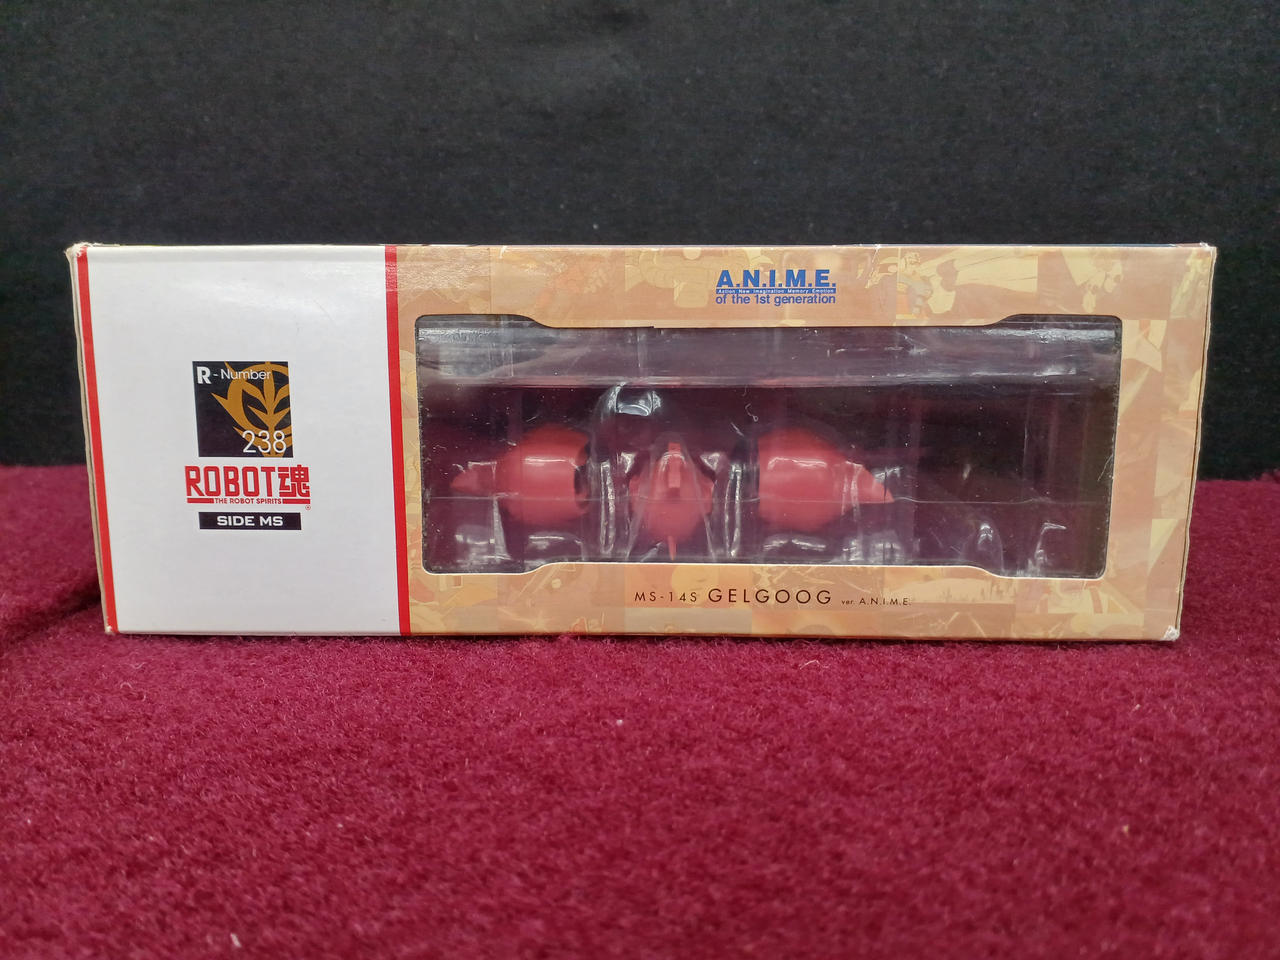 R - Number
238
ROBOT魂
THE ROBOT SPIRITS
®
SIDE MS
A.N.I.M.E.
Action New Imagination Memory Emotion
of the 1st generation
MS-14S GELGOOG ver. A.N.I.M.E.